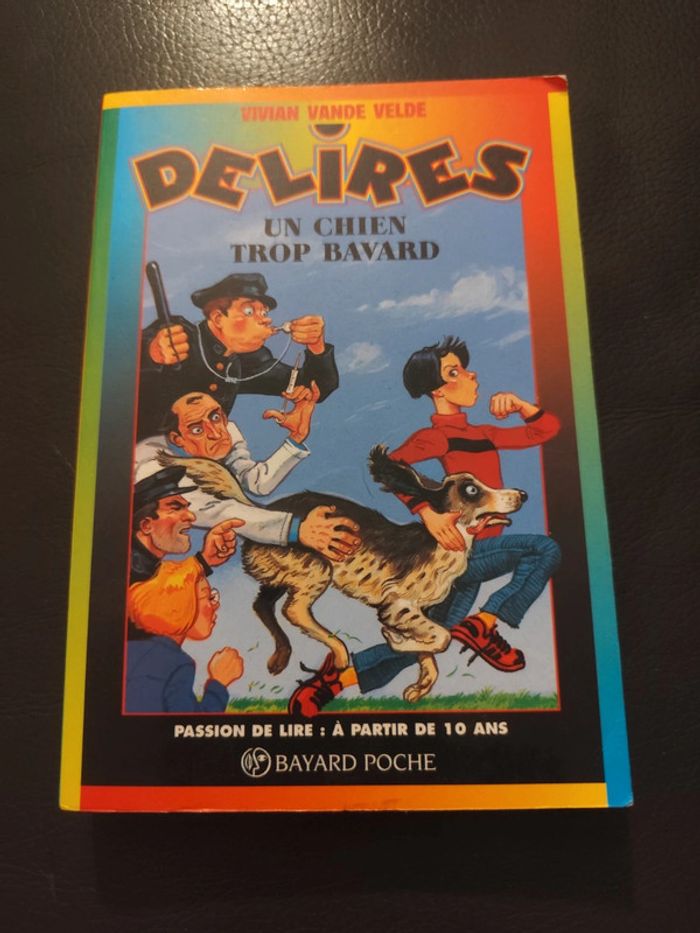 VIVIAN VANDE VELDE
DELiRES
UN CHIEN
TROP BAVARD
PASSION DE LIRE : À PARTIR DE 10 ANS
BAYARD POCHE